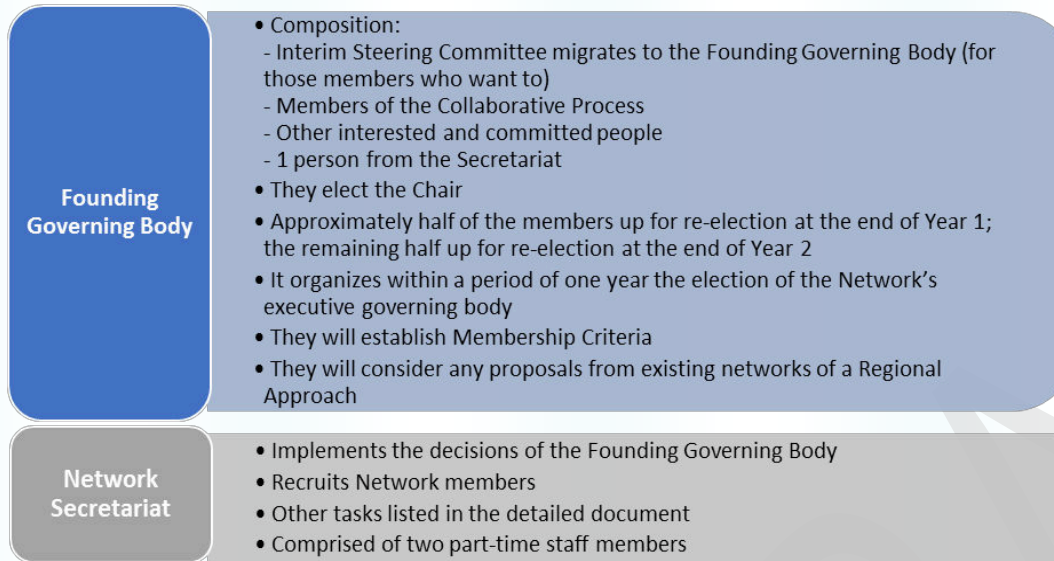 Founding
Governing Body
• Composition:
- Interim Steering Committee migrates to the Founding Governing Body (for
those members who want to)
- Members of the Collaborative Process
- Other interested and committed people
- 1 person from the Secretariat
• They elect the Chair
• Approximately half of the members up for re-election at the end of Year 1;
the remaining half up for re-election at the end of Year 2
• It organizes within a period of one year the election of the Network's
executive governing body
• They will establish Membership Criteria
• They will consider any proposals from existing networks of a Regional
Approach
Network
Secretariat
• Implements the decisions of the Founding Governing Body
• Recruits Network members
• Other tasks listed in the detailed document
• Comprised of two part-time staff members